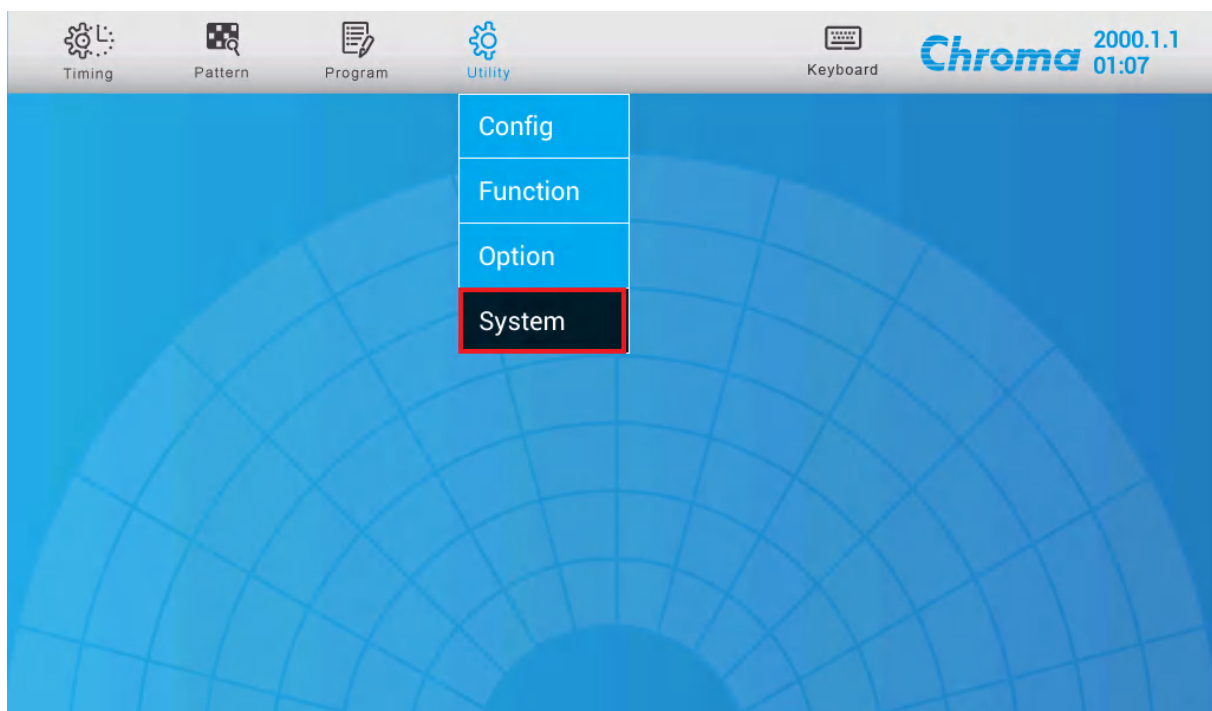 Timing
Pattern
Program
Utility
Keyboard
Chroma
2000.1.1
01:07
Config
Function
Option
System